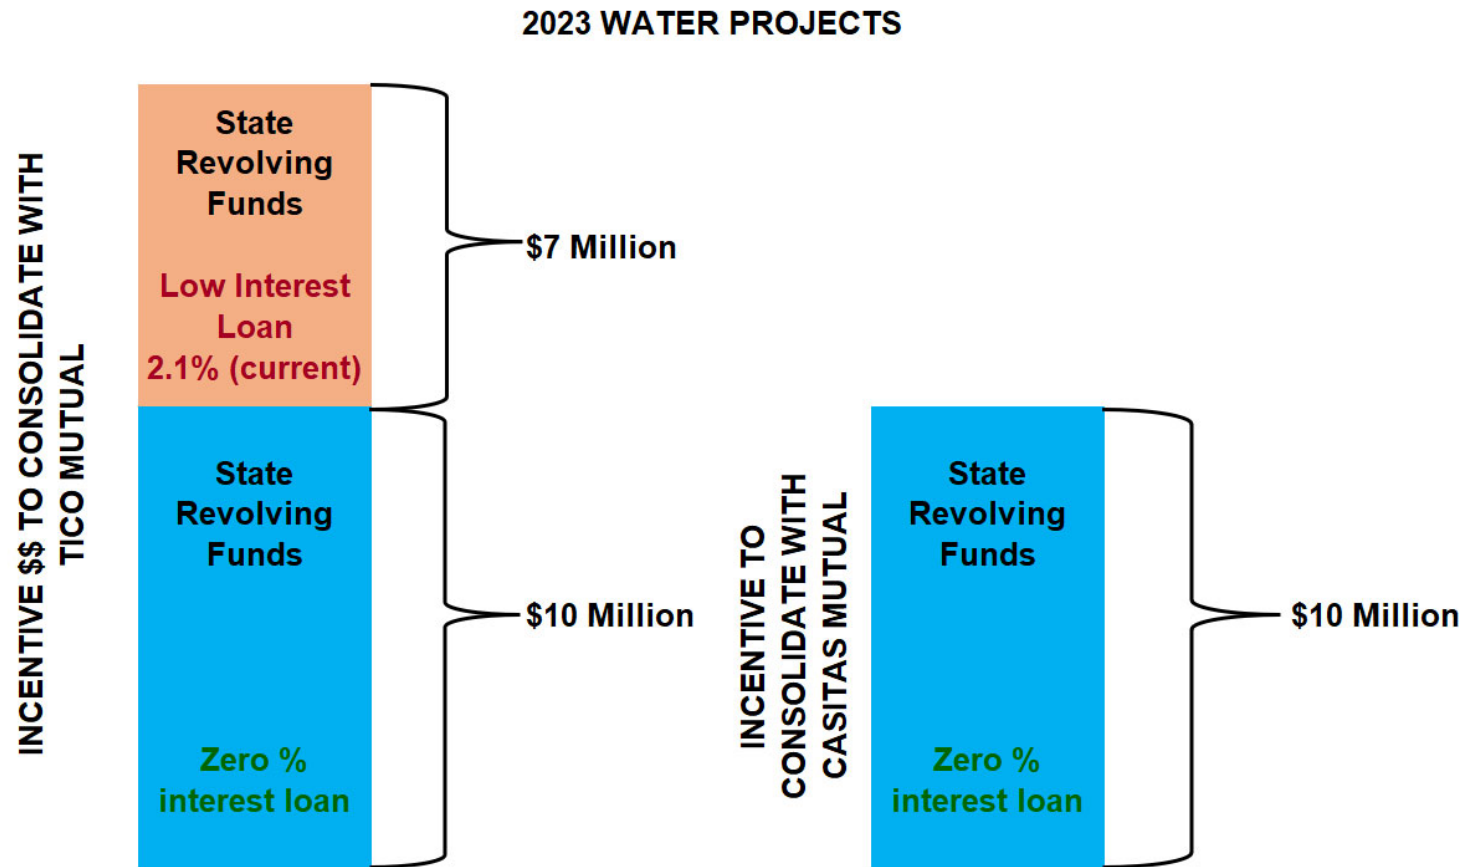 2023 WATER PROJECTS
INCENTIVE $$ TO CONSOLIDATE WITH
TICO MUTUAL
State
Revolving
Funds
Low Interest
Loan
2.1% (current)
$7 Million
State
Revolving
Funds
Zero %
interest loan
$10 Million
INCENTIVE TO
CONSOLIDATE WITH
CASITAS MUTUAL
State
Revolving
Funds
Zero %
interest loan
$10 Million